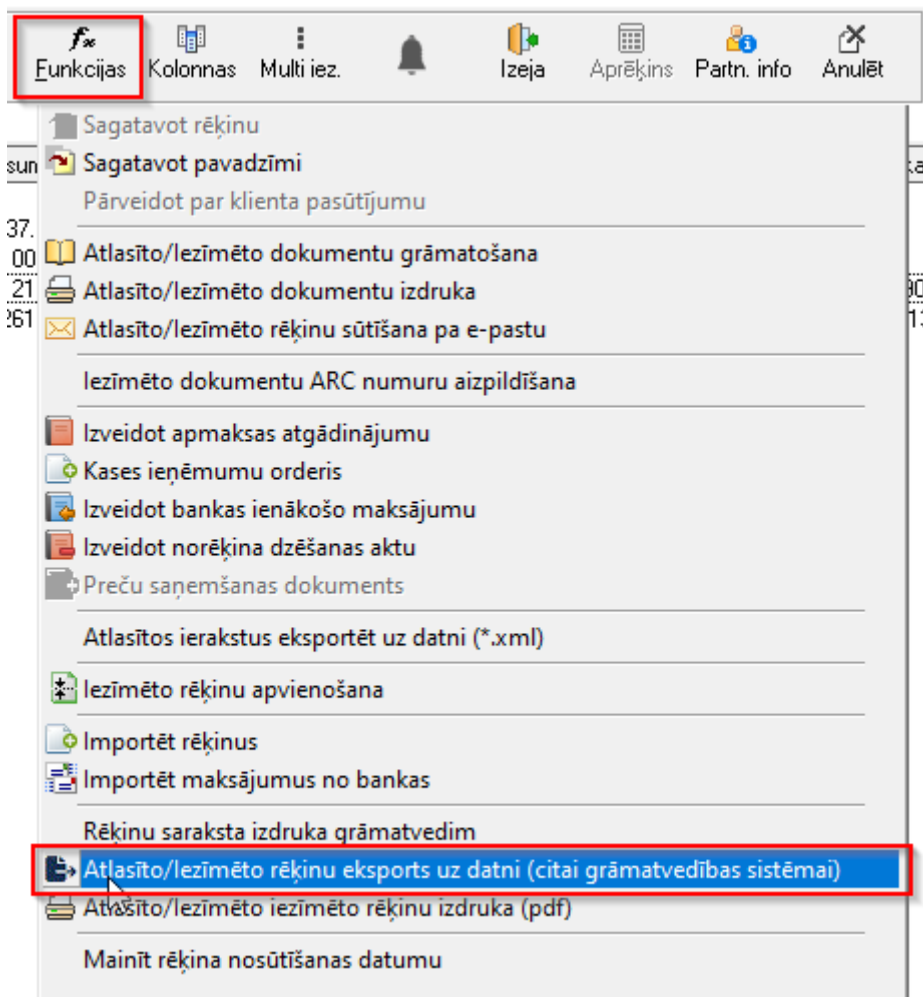 Funkcijas Kolonnas Multi iez. Izeja Aprēķins Partn. info Anulēt
Sagatavot rēķinu
Sagatavot pavadzīmi
Pārveidot par klienta pasūtījumu
37.
00
Atlasīto/Iezīmēto dokumentu grāmatošana
21
Atlasīto/Iezīmēto dokumentu izdruka
Atlasīto/Iezīmēto rēķinu sūtīšana pa e-pastu
Iezīmēto dokumentu ARC numuru aizpildīšana
Izveidot apmaksas atgādinājumu
Kases ieņēmumu orderis
Izveidot bankas ienākošo maksājumu
Izveidot norēķina dzēšanas aktu
Preču saņemšanas dokuments
Atlasītos ierakstus eksportēt uz datni (*.xml)
Iezīmēto rēķinu apvienošana
Importēt rēķinus
Importēt maksājumus no bankas
Rēķinu saraksta izdruka grāmatvedim
Atlasīto/Iezīmēto rēķinu eksports uz datni (citai grāmatvedības sistēmai)
Atlasīto/Iezīmēto iezīmēto rēķinu izdruka (pdf)
Mainīt rēķina nosūtīšanas datumu